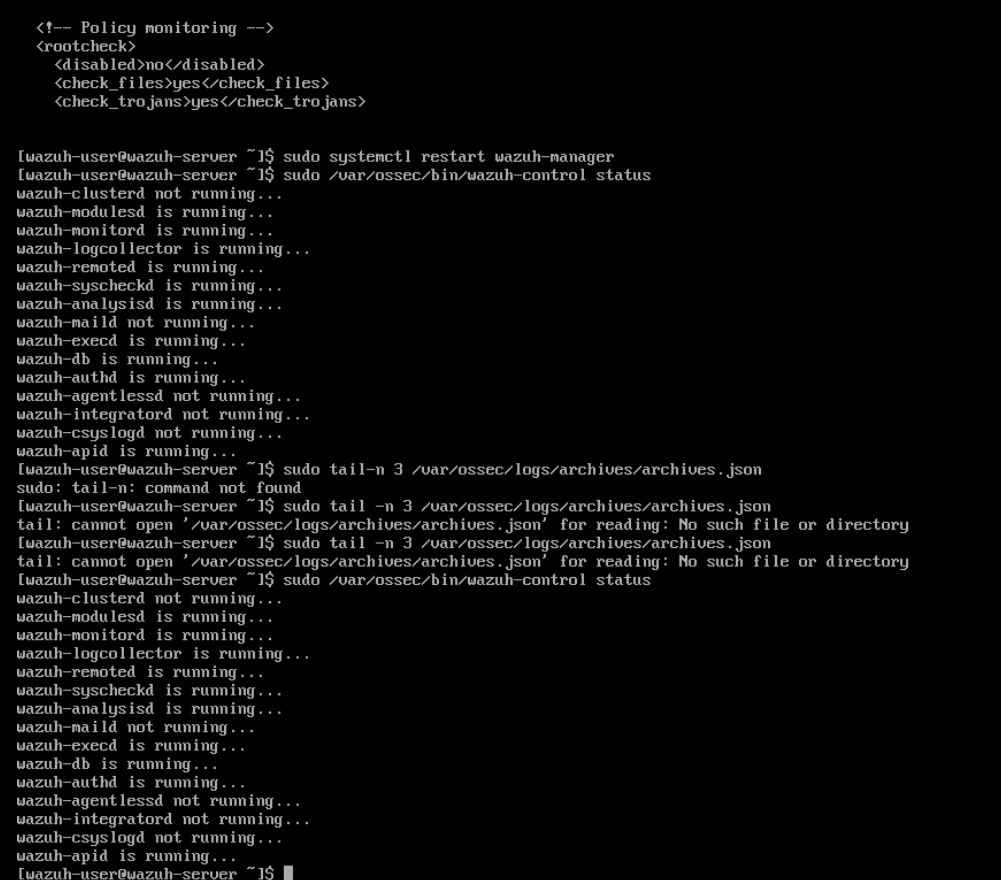 <!-- Policy monitoring -->
<rootcheck>
<disabled>no</disabled>
<check_files>yes</check_files>
<check_trojans>yes</check_trojans>
[wazuh-user@wazuh-server ~]$ sudo systemctl restart wazuh-manager
[wazuh-user@wazuh-server ~]$ sudo /var/ossec/bin/wazuh-control status
wazuh-clusterd not running...
wazuh-modulesd is running...
wazuh-monitord is running...
wazuh-logcollector is running...
wazuh-remoted is running...
wazuh-syscheckd is running...
wazuh-analysisd is running...
wazuh-maild not running...
wazuh-execd is running...
wazuh-db is running...
wazuh-authd is running...
wazuh-agentlessd not running...
wazuh-integratord not running...
wazuh-csyslogd not running...
wazuh-apid is running...
[wazuh-user@wazuh-server ~]$ sudo tail-n 3 /var/ossec/logs/archives/archives.json
sudo: tail-n: command not found
[wazuh-user@wazuh-server ~]$ sudo tail -n 3 /var/ossec/logs/archives/archives.json
tail: cannot open '/var/ossec/logs/archives/archives.json' for reading: No such file or directory
[wazuh-user@wazuh-server ~]$ sudo tail -n 3 /var/ossec/logs/archives/archives.json
tail: cannot open '/var/ossec/logs/archives/archives.json' for reading: No such file or directory
[wazuh-user@wazuh-server ~]$ sudo /var/ossec/bin/wazuh-control status
wazuh-clusterd not running...
wazuh-modulesd is running...
wazuh-monitord is running...
wazuh-logcollector is running...
wazuh-remoted is running...
wazuh-syscheckd is running...
wazuh-analysisd is running...
wazuh-maild not running...
wazuh-execd is running...
wazuh-db is running...
wazuh-authd is running...
wazuh-agentlessd not running...
wazuh-integratord not running...
wazuh-csyslogd not running...
wazuh-apid is running...
[wazuh-user@wazuh-server ~]$